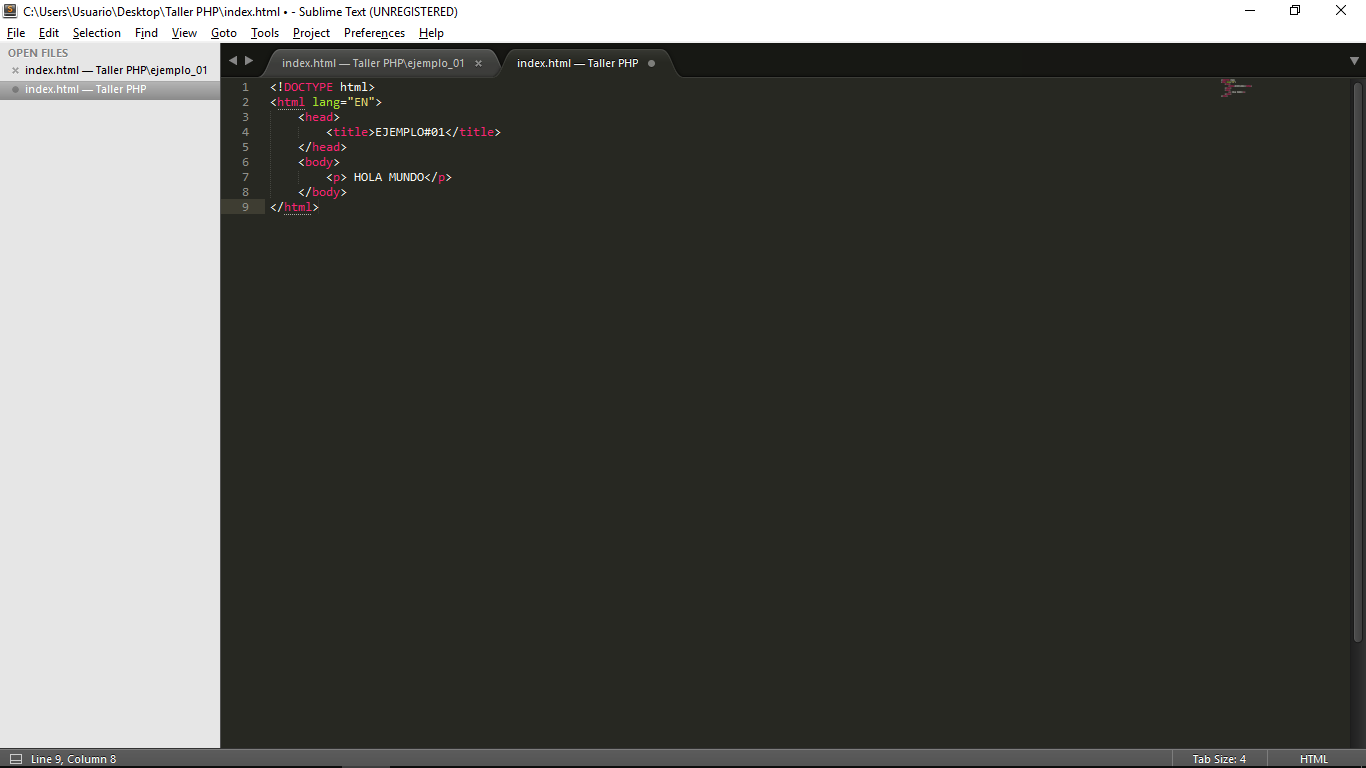 C:\Users\Usuario\Desktop\Taller PHP\index.html • - Sublime Text (UNREGISTERED)
File Edit Selection Find View Goto Tools Project Preferences Help
OPEN FILES
index.html — Taller PHP\ejemplo_01
index.html — Taller PHP
index.html — Taller PHP\ejemplo_01
index.html — Taller PHP
1 <!DOCTYPE html>
2 <html lang="EN">
3 <head>
4 <title>EJEMPLO#01</title>
5 </head>
6 <body>
7 <p> HOLA MUNDO</p>
8 </body>
9 </html>
Line 9, Column 8
Tab Size: 4
HTML